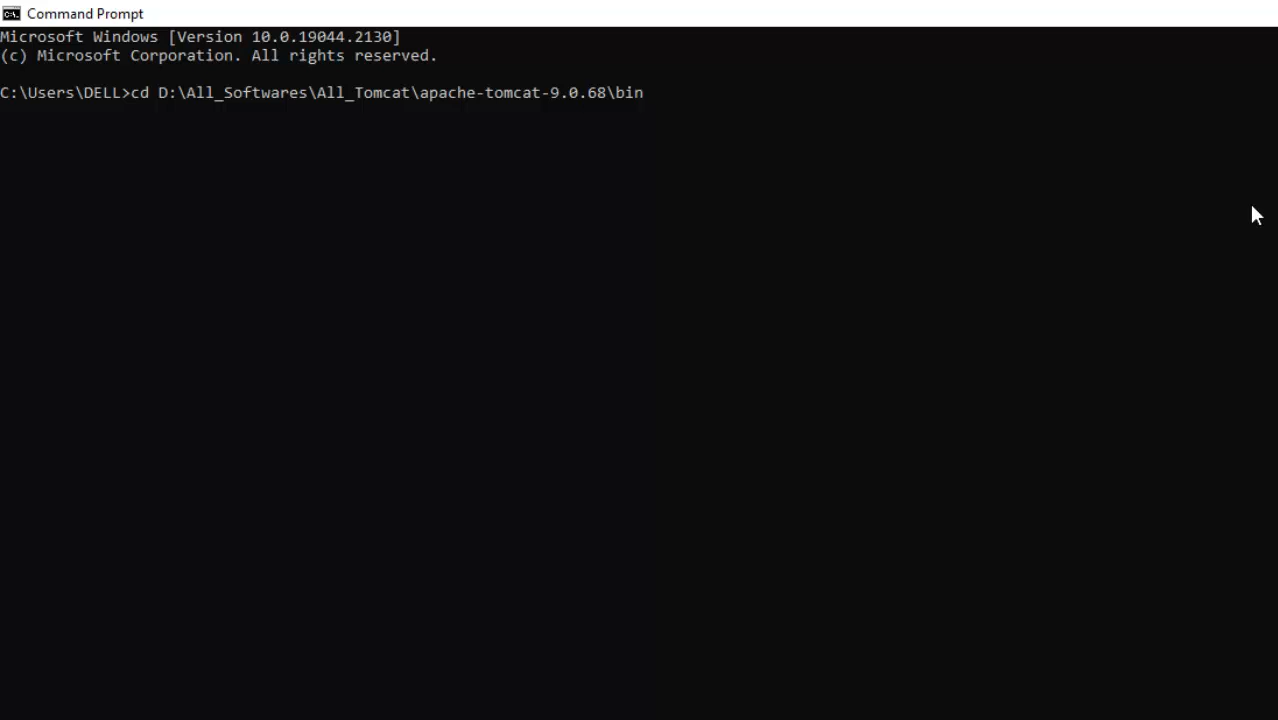 Command Prompt
Microsoft Windows [Version 10.0.19044.2130]
(c) Microsoft Corporation. All rights reserved.
C:\Users\DELL>cd D:\All_Softwares\All_Tomcat\apache-tomcat-9.0.68\bin